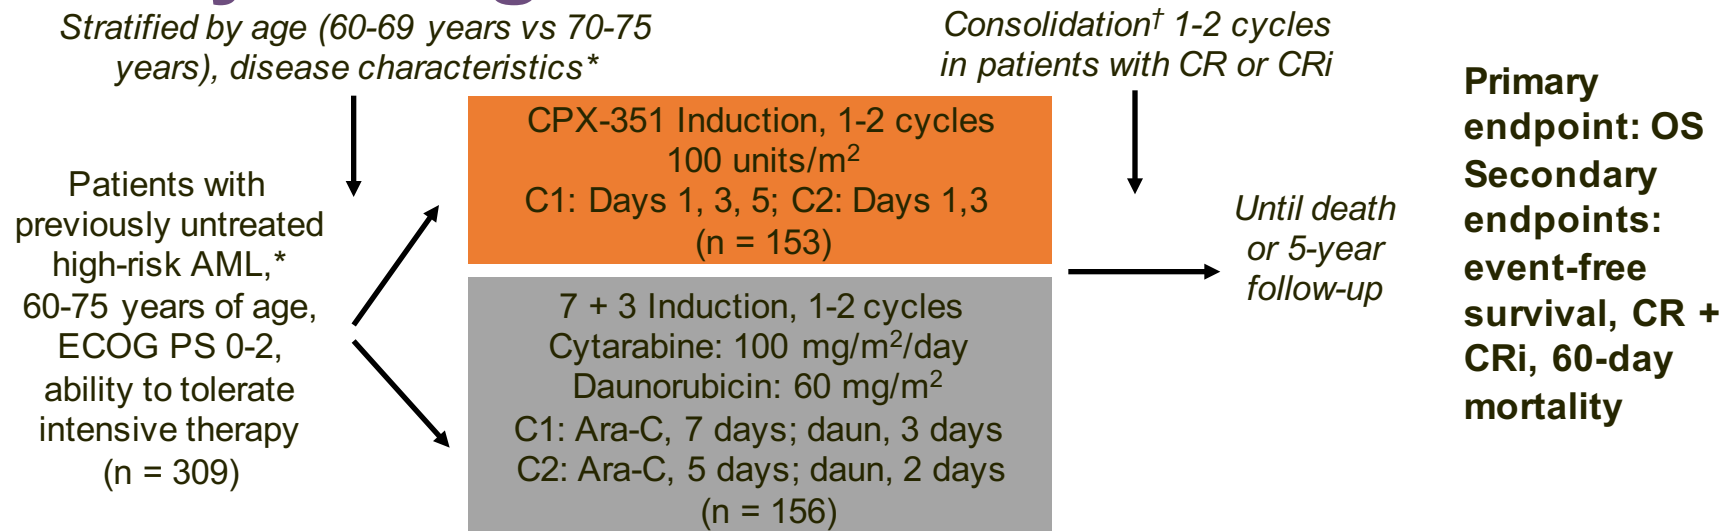 Stratified by age (60-69 years vs 70-75
years), disease characteristics*
Consolidation† 1-2 cycles
in patients with CR or CRi
Patients with
previously untreated
high-risk AML,*
60-75 years of age,
ECOG PS 0-2,
ability to tolerate
intensive therapy
(n = 309)
CPX-351 Induction, 1-2 cycles
100 units/m²
C1: Days 1, 3, 5; C2: Days 1,3
(n = 153)
7 + 3 Induction, 1-2 cycles
Cytarabine: 100 mg/m²/day
Daunorubicin: 60 mg/m²
C1: Ara-C, 7 days; daun, 3 days
C2: Ara-C, 5 days; daun, 2 days
(n = 156)
Until death
or 5-year
follow-up
Primary
endpoint: OS
Secondary
endpoints:
event-free
survival, CR +
CRi, 60-day
mortality